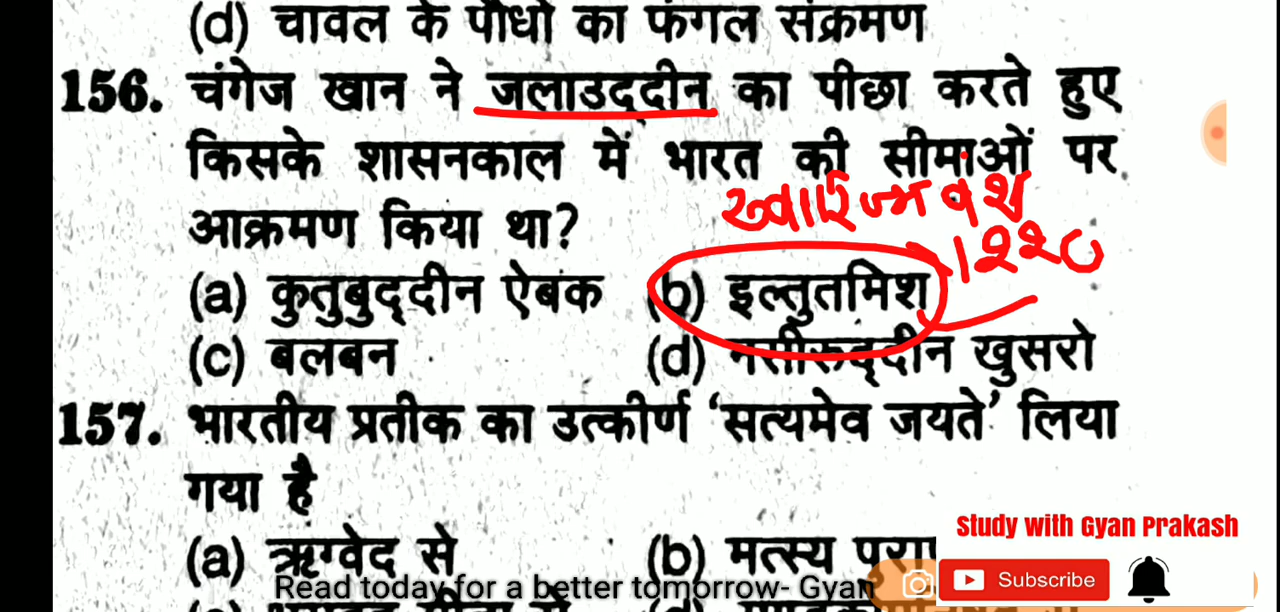 (d) चावल के पौधों का फंगल संक्रमण
156. चंगेज खान ने जलाउद्दीन का पीछा करते हुए
किसके शासनकाल में भारत की सीमाओं पर
आक्रमण किया था?
ख्वारिज्म वंश
1220
(a) कुतुबुद्दीन ऐबक (b) इल्तुतमिश
(c) बलबन (d) नसीरुद्दीन खुसरो
157. भारतीय प्रतीक का उत्कीर्ण ‘सत्यमेव जयते’ लिया
गया है
(a) ऋग्वेद से (b) मत्स्य
Study with Gyan Prakash
Read today for a better tomorrow- Gyan
Subscribe